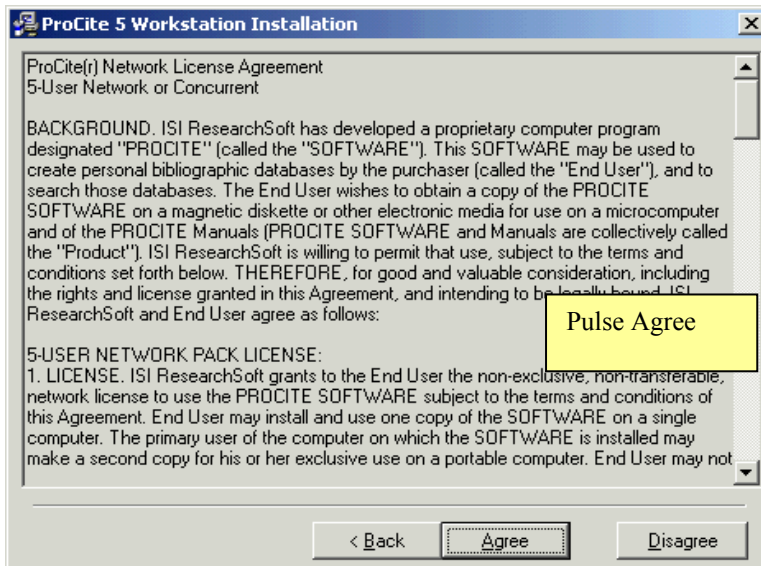 ProCite 5 Workstation Installation
ProCite(r) Network License Agreement
5-User Network or Concurrent
BACKGROUND. ISI ResearchSoft has developed a proprietary computer program
designated "PROCITE" (called the "SOFTWARE"). This SOFTWARE may be used to
create personal bibliographic databases by the purchaser (called the "End User"), and to
search those databases. The End User wishes to obtain a copy of the PROCITE
SOFTWARE on a magnetic diskette or other electronic media for use on a microcomputer
and of the PROCITE Manuals (PROCITE SOFTWARE and Manuals are collectively called
the "Product"). ISI ResearchSoft is willing to permit that use, subject to the terms and
conditions set forth below. THEREFORE, for good and valuable consideration, including
the rights and license granted in this Agreement, and intending to be legally bound, ISI
ResearchSoft and End User agree as follows:
Pulse Agree
5-USER NETWORK PACK LICENSE:
1. LICENSE. ISI ResearchSoft grants to the End User the non-exclusive, non-transferable,
network license to use the PROCITE SOFTWARE subject to the terms and conditions of
this Agreement. End User may install and use one copy of the SOFTWARE on a single
computer. The primary user of the computer on which the SOFTWARE is installed may
make a second copy for his or her exclusive use on a portable computer. End User may not
< Back
Agree
Disagree